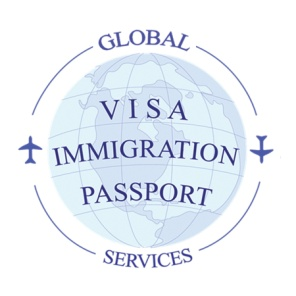 GLOBAL
VISA
IMMIGRATION
PASSPORT
SERVICES